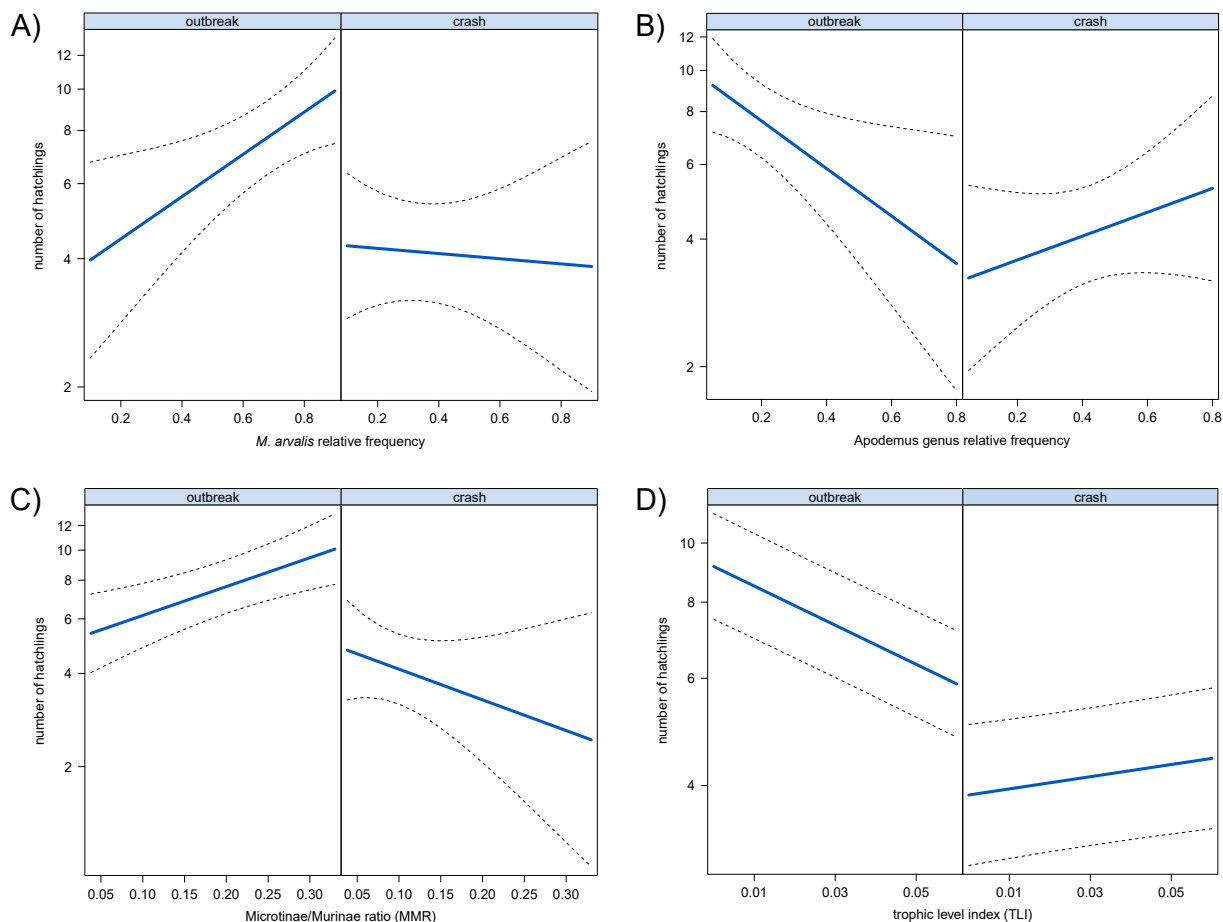 A)
outbreak crash
number of hatchlings
12
10
8
6
4
2
0.2 0.4 0.6 0.8 0.2 0.4 0.6 0.8
M. arvalis relative frequency
B)
outbreak crash
number of hatchlings
12
10
8
6
4
2
0.2 0.4 0.6 0.8 0.2 0.4 0.6 0.8
Apodemus genus relative frequency
C)
outbreak crash
number of hatchlings
12
10
8
6
4
2
0.05 0.10 0.15 0.20 0.25 0.30 0.05 0.10 0.15 0.20 0.25 0.30
Microtinae/Murinae ratio (MMR)
D)
outbreak crash
number of hatchlings
10
8
6
4
0.01 0.03 0.05 0.01 0.03 0.05
trophic level index (TLI)